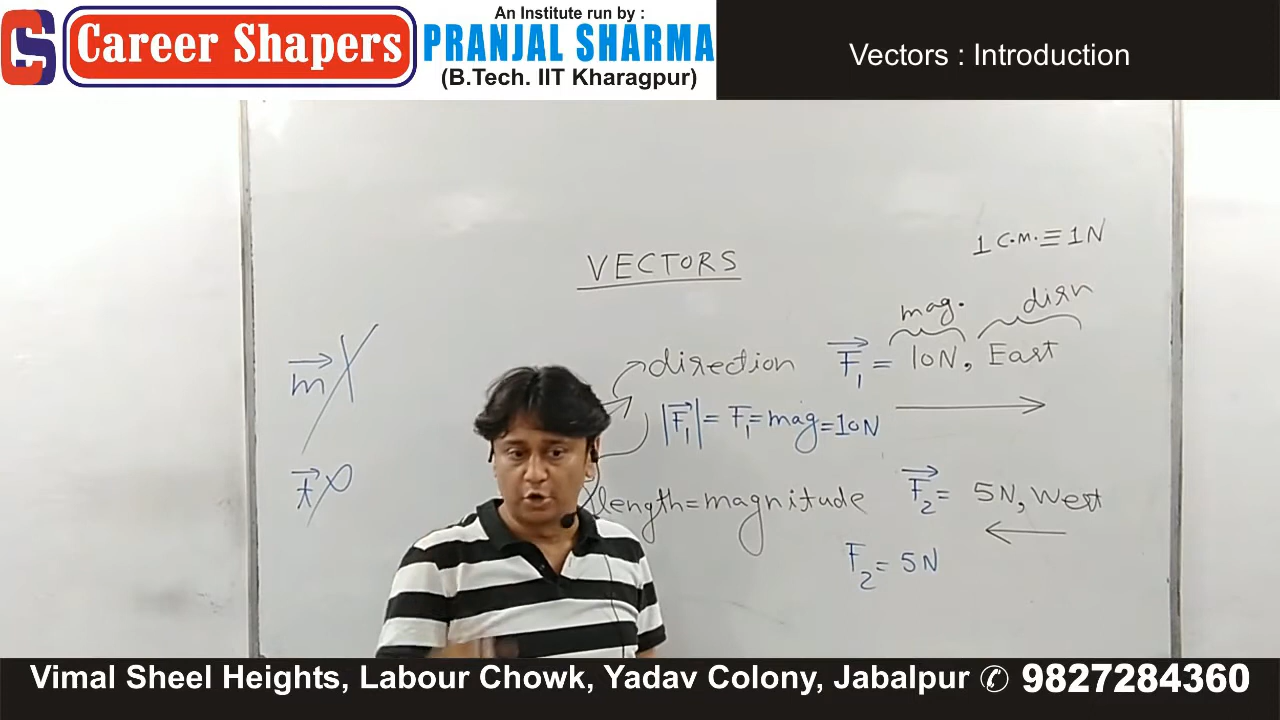 CS Career Shapers
An Institute run by :
PRANJAL SHARMA
(B.Tech. IIT Kharagpur)
Vectors : Introduction
VECTORS
1 C.M. ≡ 1N
mag. dirn
direction
F⃗₁ = 10N, East
|F⃗₁| = F₁ = mag = 10N
length = magnitude
F⃗₂ = 5N, West
F₂ = 5N
m⃗
t⃗
Vimal Sheel Heights, Labour Chowk, Yadav Colony, Jabalpur ✆ 9827284360